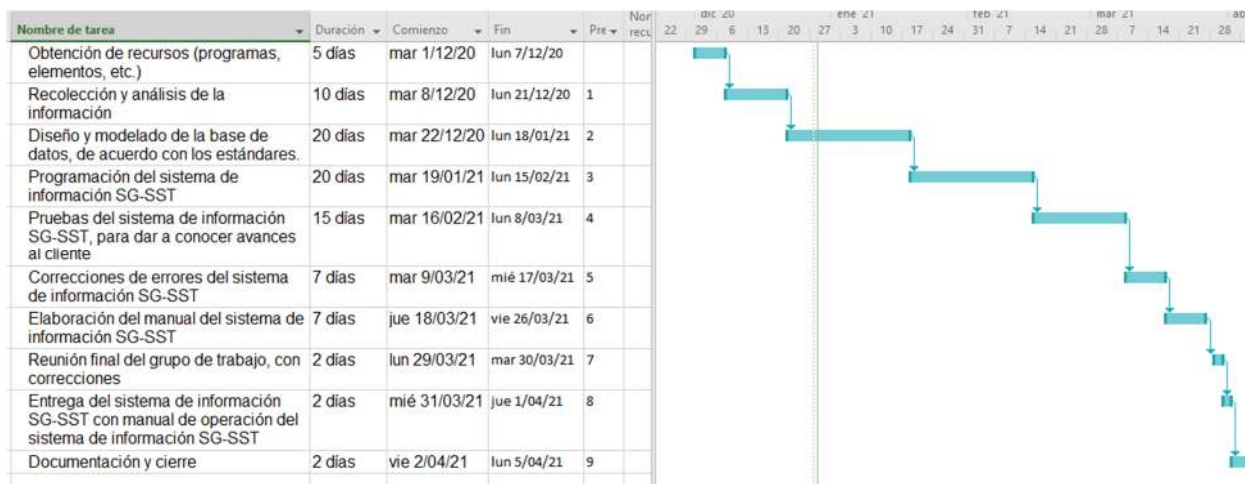 Nombre de tarea Duración Comienzo Fin Pre Nor
recu
dic '20 ene '21 feb '21 mar '21 ab
22 29 6 13 20 27 3 10 17 24 31 7 14 21 28 7 14 21 28
Obtención de recursos (programas, 5 días mar 1/12/20 lun 7/12/20
elementos, etc.)
Recolección y análisis de la 10 días mar 8/12/20 lun 21/12/20 1
información
Diseño y modelado de la base de 20 días mar 22/12/20 lun 18/01/21 2
datos, de acuerdo con los estándares.
Programación del sistema de 20 días mar 19/01/21 lun 15/02/21 3
información SG-SST
Pruebas del sistema de información 15 días mar 16/02/21 lun 8/03/21 4
SG-SST, para dar a conocer avances
al cliente
Correcciones de errores del sistema 7 días mar 9/03/21 mié 17/03/21 5
de información SG-SST
Elaboración del manual del sistema de 7 días jue 18/03/21 vie 26/03/21 6
información SG-SST
Reunión final del grupo de trabajo, con 2 días lun 29/03/21 mar 30/03/21 7
correcciones
Entrega del sistema de información 2 días mié 31/03/21 jue 1/04/21 8
SG-SST con manual de operación del
sistema de información SG-SST
Documentación y cierre 2 días vie 2/04/21 lun 5/04/21 9